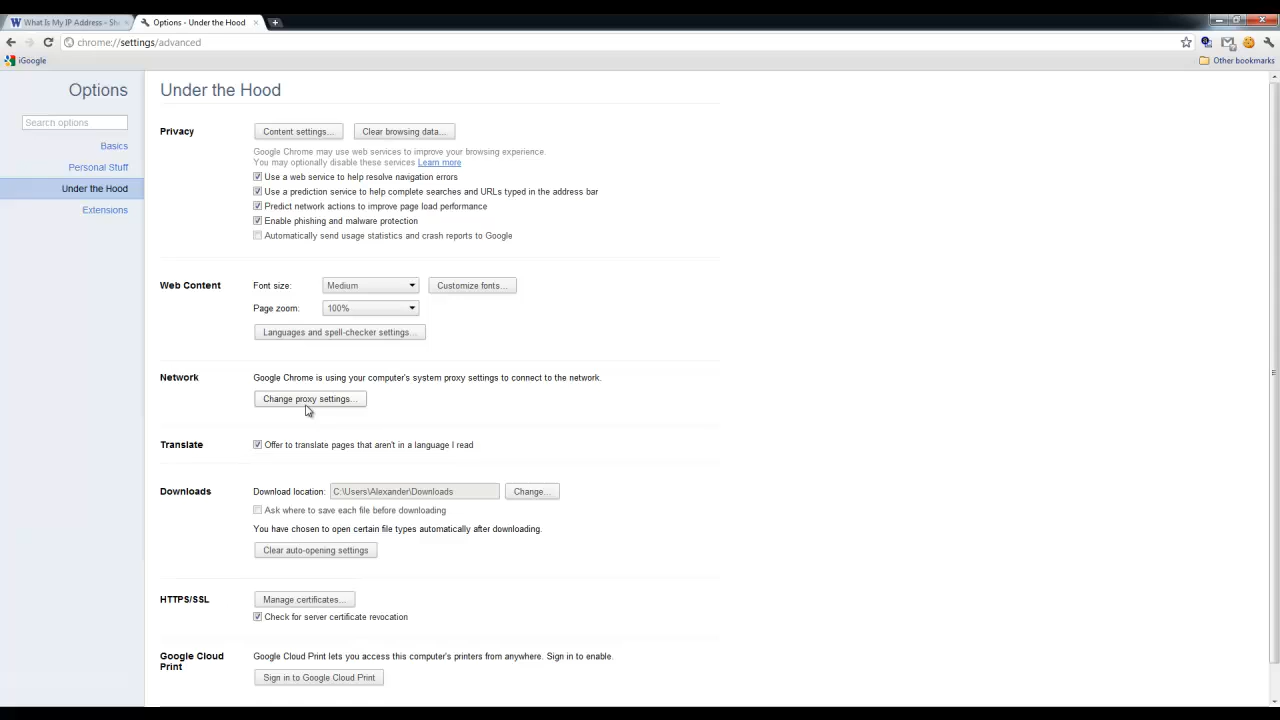 What Is My IP Address - She
Options - Under the Hood
chrome://settings/advanced
iGoogle
Other bookmarks
Options
Under the Hood
Search options
Basics
Personal Stuff
Under the Hood
Extensions
Privacy
Content settings...
Clear browsing data...
Google Chrome may use web services to improve your browsing experience.
You may optionally disable these services Learn more
Use a web service to help resolve navigation errors
Use a prediction service to help complete searches and URLs typed in the address bar
Predict network actions to improve page load performance
Enable phishing and malware protection
Automatically send usage statistics and crash reports to Google
Web Content
Font size:
Medium
Customize fonts...
Page zoom:
100%
Languages and spell-checker settings...
Network
Google Chrome is using your computer's system proxy settings to connect to the network.
Change proxy settings...
Translate
Offer to translate pages that aren't in a language I read
Downloads
Download location:
C:\Users\Alexander\Downloads
Change...
Ask where to save each file before downloading
You have chosen to open certain file types automatically after downloading.
Clear auto-opening settings
HTTPS/SSL
Manage certificates...
Check for server certificate revocation
Google Cloud
Print
Google Cloud Print lets you access this computer's printers from anywhere. Sign in to enable.
Sign in to Google Cloud Print